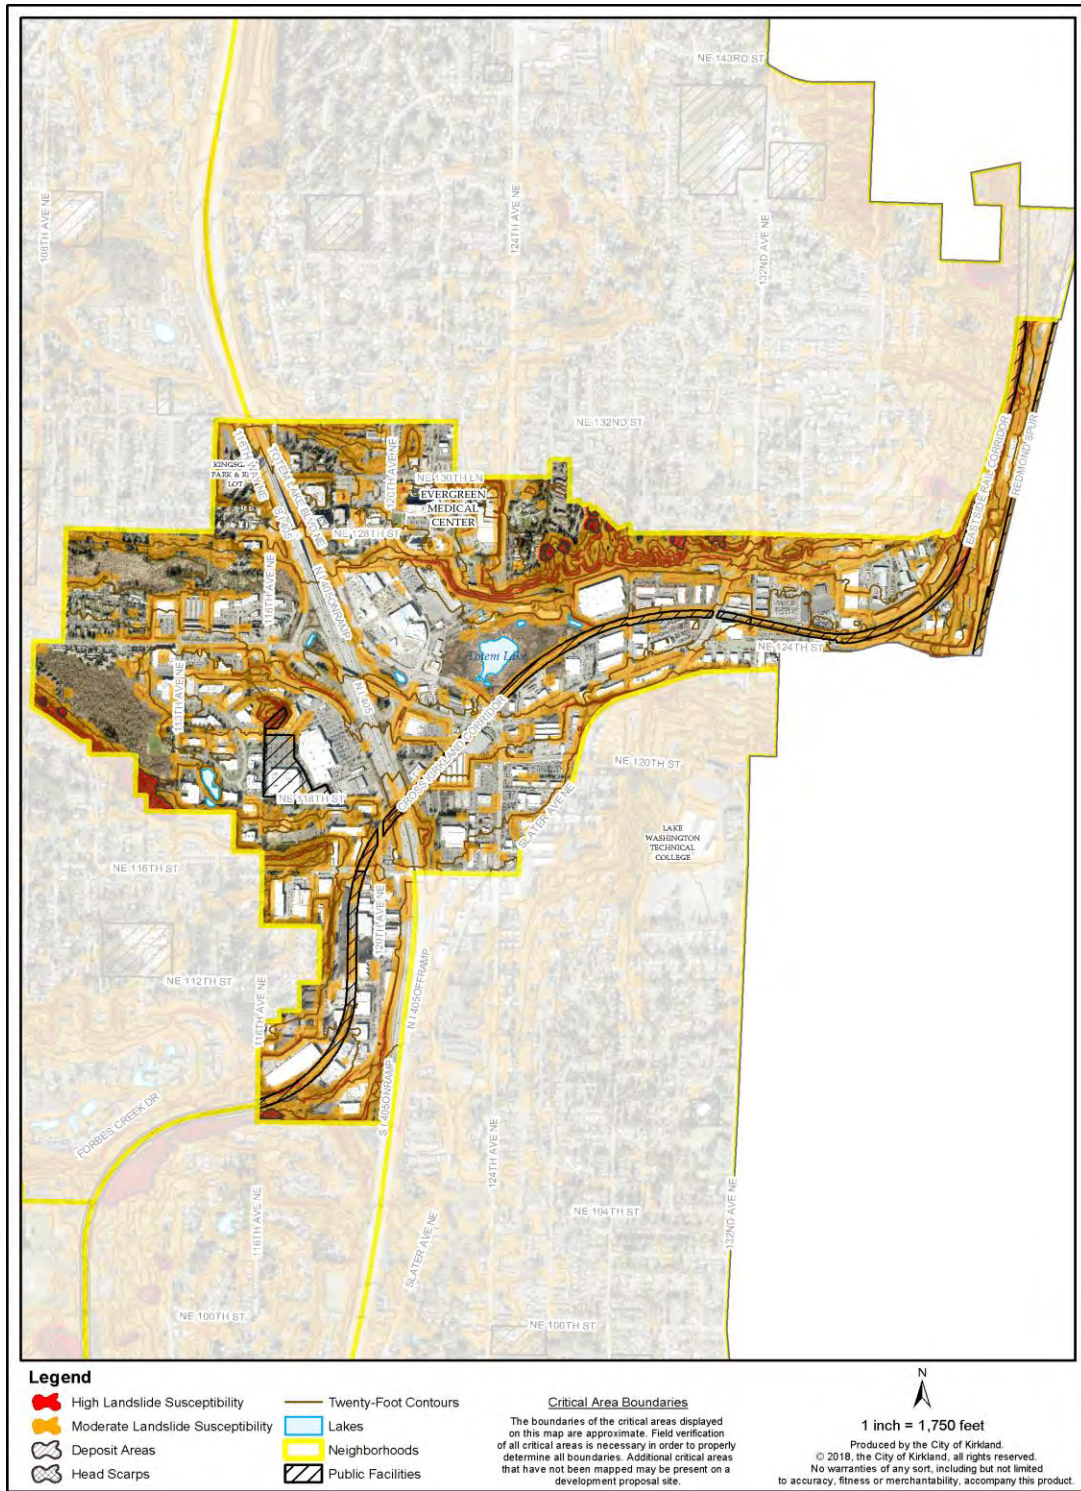 NE 143RD ST
108TH AVE NE
124TH AVE NE
132ND AVE NE
NE 132ND ST
116TH WAY NE
TOTEM LAKE BLVD NE
120TH AVE NE
PARK & RIDE
LOT
NE 130TH LN
EVERGREEN
MEDICAL
CENTER
S I 405
NE 128TH ST
EASTSIDE RAIL CORRIDOR
REDMOND SPUR
116TH AVE NE
N I 405 ONRAMP
Totem Lake
NE 124TH ST
113TH AVE NE
N I 405
CROSS KIRKLAND CORRIDOR
NE 120TH ST
NE 118TH ST
SLATER AVE NE
LAKE
WASHINGTON
TECHNICAL
COLLEGE
NE 116TH ST
120TH AVE NE
NE 112TH ST
116TH AVE NE
N I 405 OFFRAMP
S I 405 ONRAMP
FORBES CREEK DR
124TH AVE NE
116TH AVE NE
SLATER AVE NE
NE 104TH ST
132ND AVE NE
NE 100TH ST
NE 100TH ST
Legend
High Landslide Susceptibility
Moderate Landslide Susceptibility
Deposit Areas
Head Scarps
Twenty-Foot Contours
Lakes
Neighborhoods
Public Facilities
Critical Area Boundaries
The boundaries of the critical areas displayed
on this map are approximate. Field verification
of all critical areas is necessary in order to properly
determine all boundaries. Additional critical areas
that have not been mapped may be present on a
development proposal site.
N
1 inch = 1,750 feet
Produced by the City of Kirkland.
© 2018, the City of Kirkland, all rights reserved.
No warranties of any sort, including but not limited
to accuracy, fitness or merchantability, accompany this product.